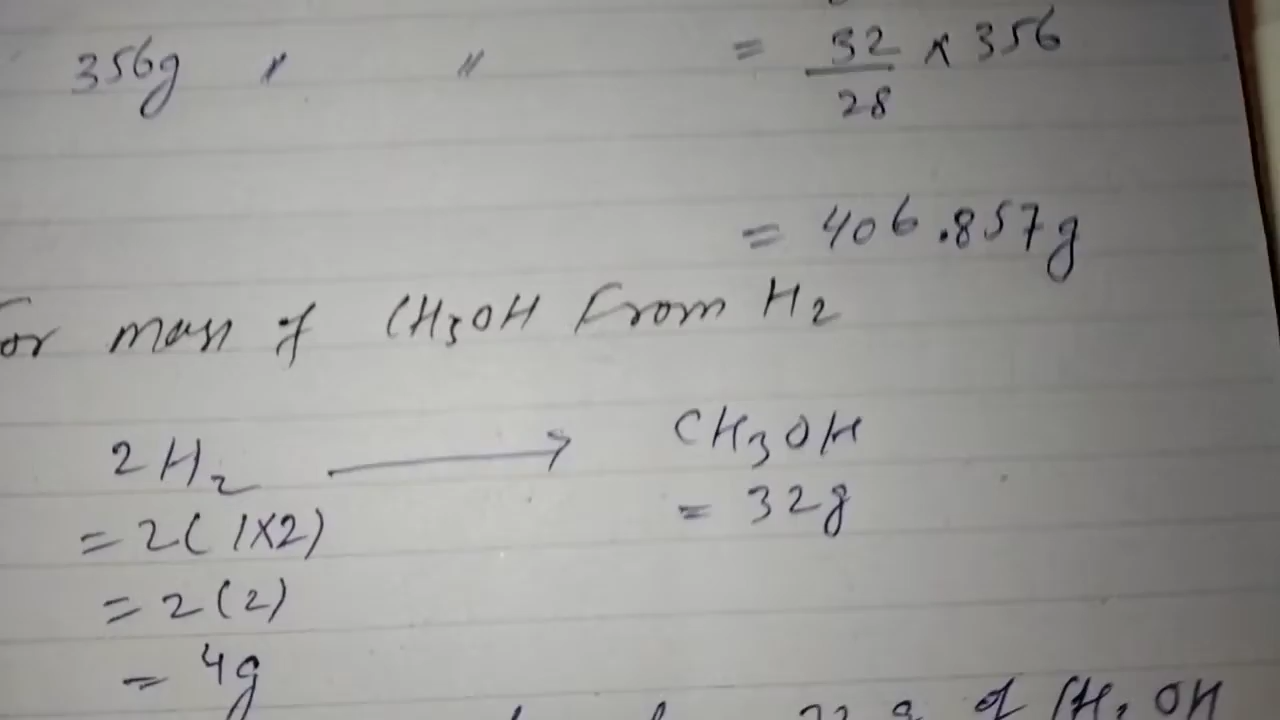 356g " " = 32/28 × 356
= 406.857g
For mass of CH3OH From H2
2H2 ⟶ CH3OH
= 2(1×2) = 32g
= 2(2)
= 4g
g of CH3OH